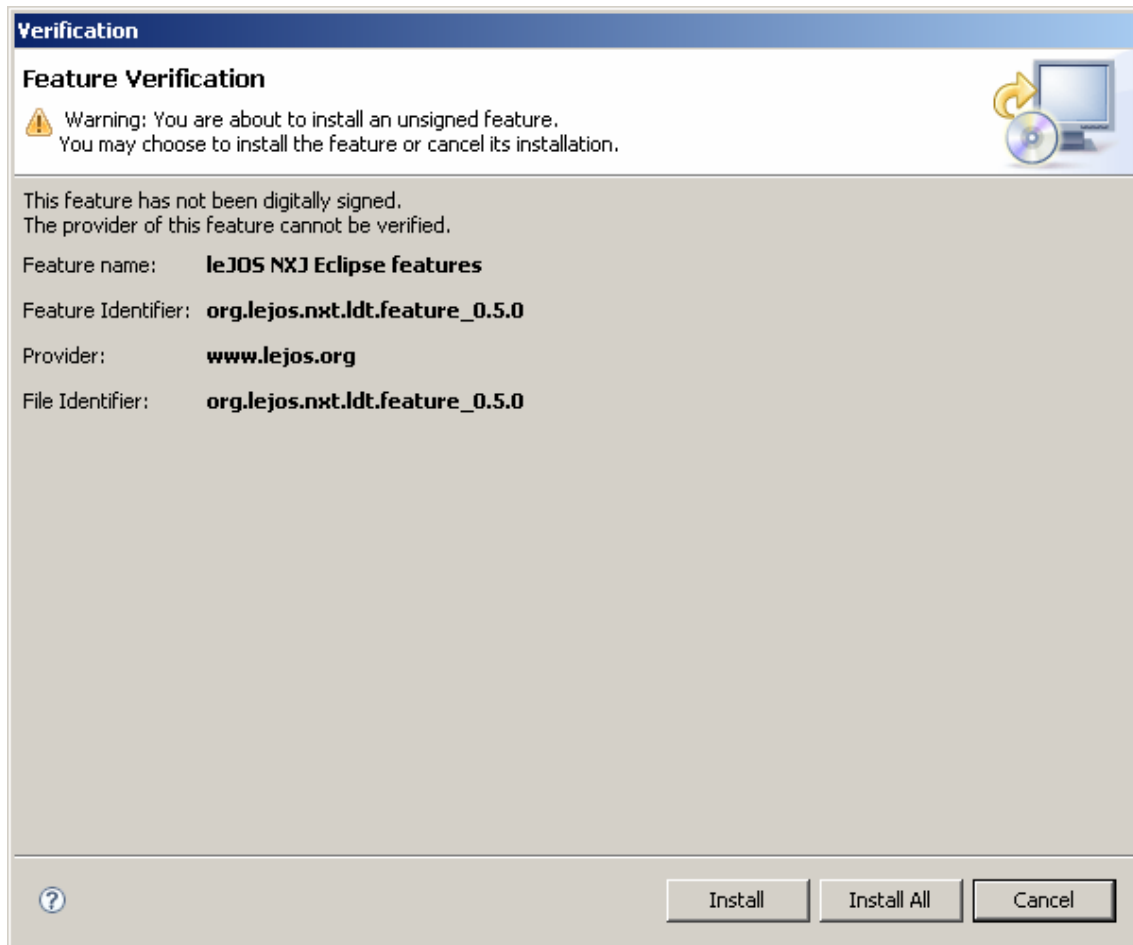 Verification
Feature Verification
Warning: You are about to install an unsigned feature.
You may choose to install the feature or cancel its installation.
This feature has not been digitally signed.
The provider of this feature cannot be verified.
Feature name: leJOS NXJ Eclipse features
Feature Identifier: org.lejos.nxt.ldt.feature_0.5.0
Provider: www.lejos.org
File Identifier: org.lejos.nxt.ldt.feature_0.5.0
? Install Install All Cancel